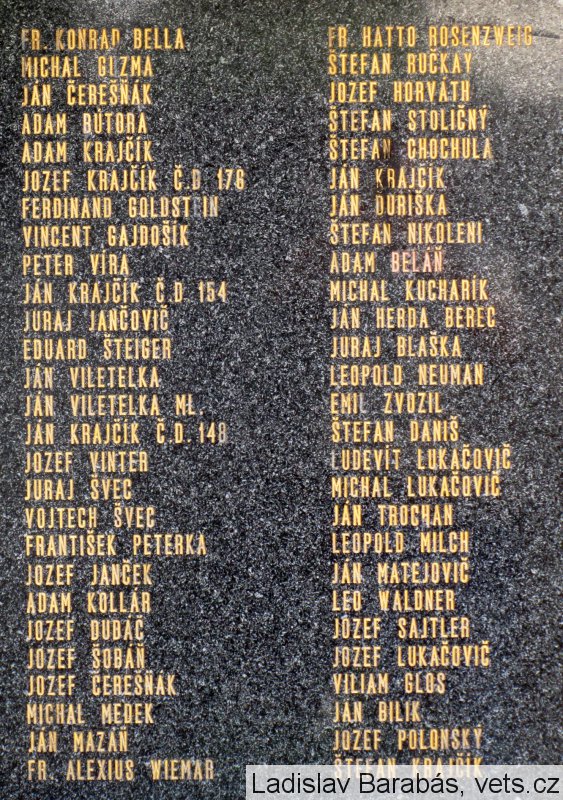 FR. KONRAD BELLA
MICHAL GLZMA
JÁN ČEREŠŇÁK
ADAM BÚTORA
ADAM KRAJČÍK
JOZEF KRAJČÍK Č.D 176
FERDINAND GOLDST IN
VINCENT GAJDOŠÍK
PETER VÍRA
JÁN KRAJČÍK Č.D 154
JURAJ JANČOVIČ
EDUARD ŠTEIGER
JÁN VILETELKA
JÁN VILETELKA ML.
JÁN KRAJČÍK Č.D.148
JOZEF VINTER
JURAJ ŠVEC
VOJTECH ŠVEC
FRANTIŠEK PETERKA
JOZEF JANČEK
ADAM KOLLÁR
JOZEF DUDÁČ
JOZEF ŠOBÁŇ
JOZEF ČEREŠŇÁK
MICHAL MEDEK
JÁN MAZÁŇ
FR. ALEXIUS WIEMAR
FR HATTO ROSENZWEIG
ŠTEFAN RUČKAY
JOZEF HORVÁTH
ŠTEFAN STOLIČNÝ
ŠTEFAN CHOCHULA
JÁN KRAJČÍK
JÁN ĎURIŠKA
ŠTEFAN NIKOLENI
ADAM BELÁŇ
MICHAL KUCHARÍK
JÁN HERDA BEREC
JURAJ BLAŠKA
LEOPOLD NEUMAN
EMIL ZVOZIL
ŠTEFAN DANIŠ
ĽUDEVÍT LUKAČOVIČ
MICHAL LUKAČOVIČ
JÁN TROCHAN
LEOPOLD MILCH
JÁN MATEJOVIČ
LEO WALDNER
JOZEF SAJTLER
JOZEF LUKAČOVIČ
VILIAM GLOS
JÁN BILIK
JOZEF POLONSKÝ
ŠTEFAN KRAJČÍK
Ladislav Barabás, vets.cz